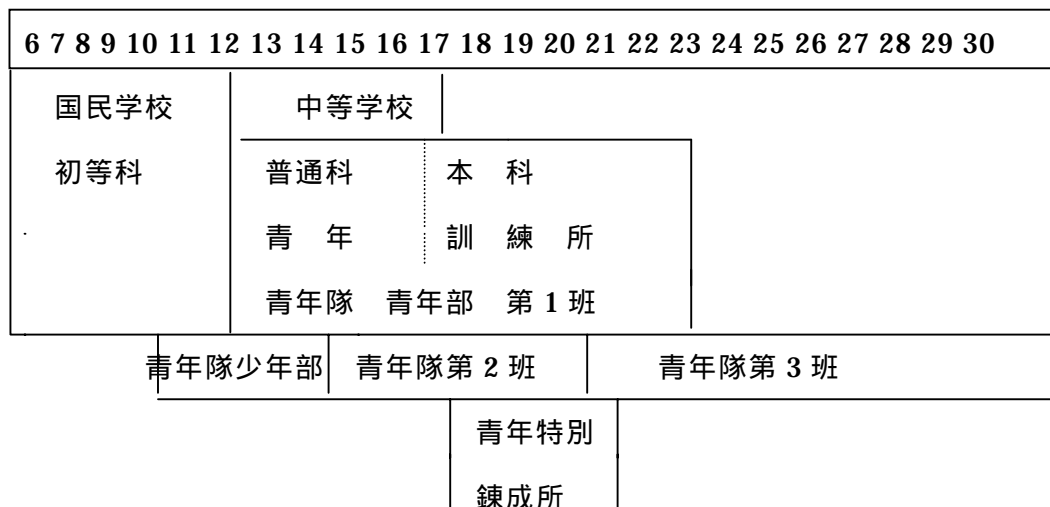 6 7 8 9 10 11 12 13 14 15 16 17 18 19 20 21 22 23 24 25 26 27 28 29 30
国民学校 中等学校
初等科 普通科 本 科
青 年 訓 練 所
青年隊 青年部 第1班
青年隊少年部 青年隊第2班 青年隊第3班
青年特別
錬成所